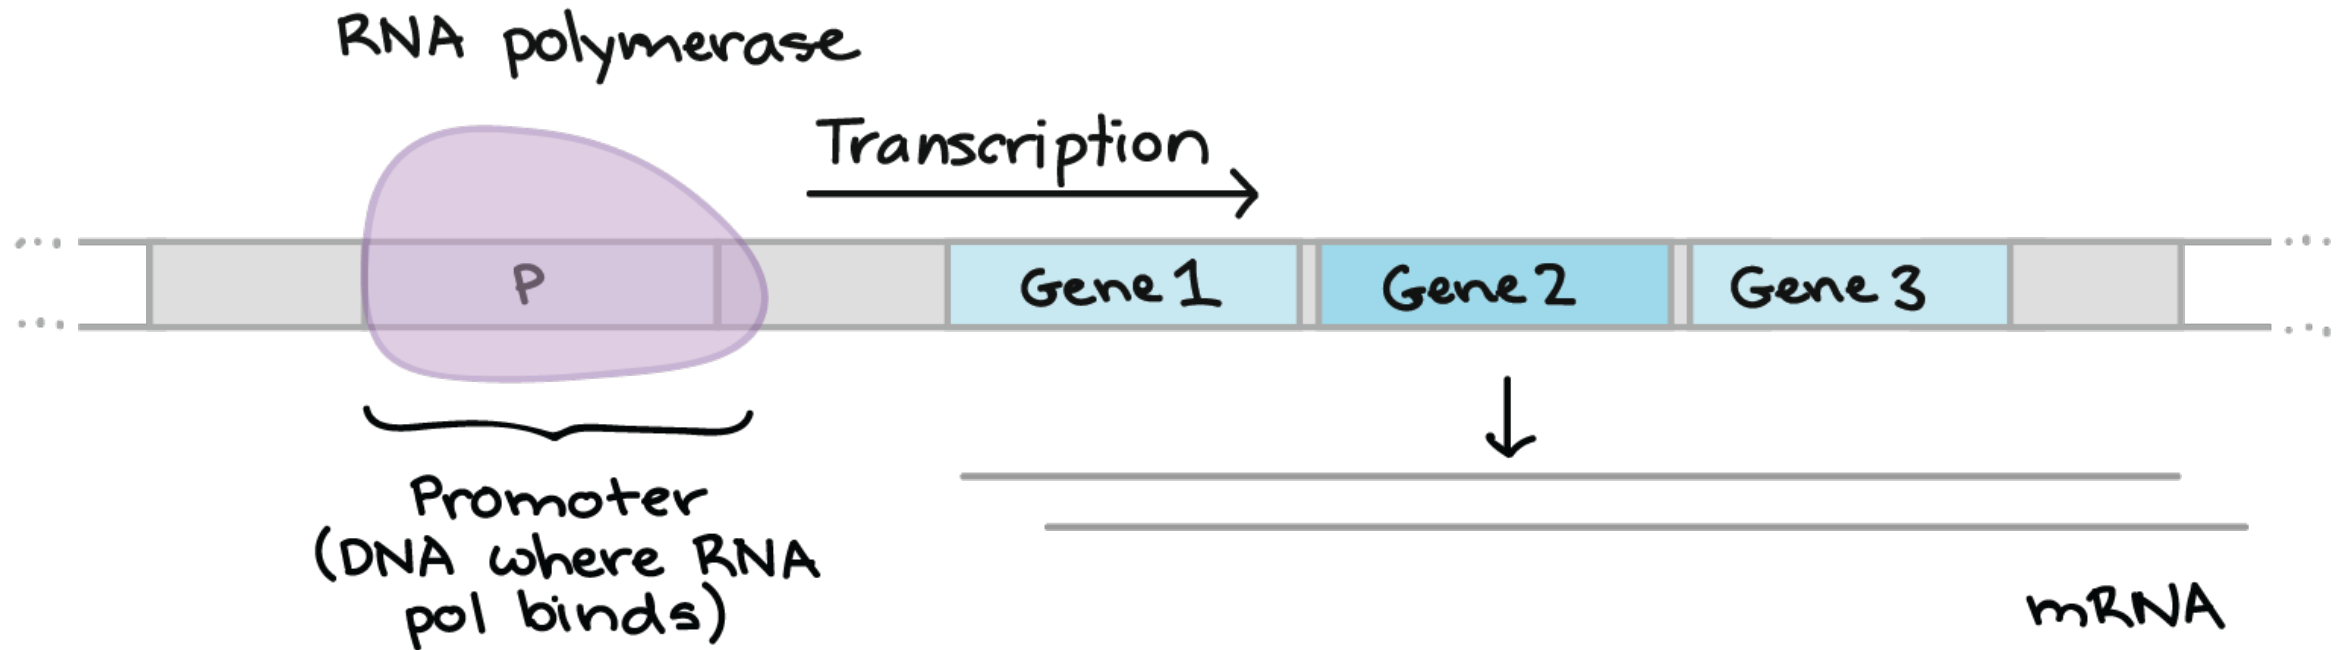 RNA polymerase
Transcription
P
Gene 1
Gene 2
Gene 3
Promoter
(DNA where RNA
pol binds)
mRNA